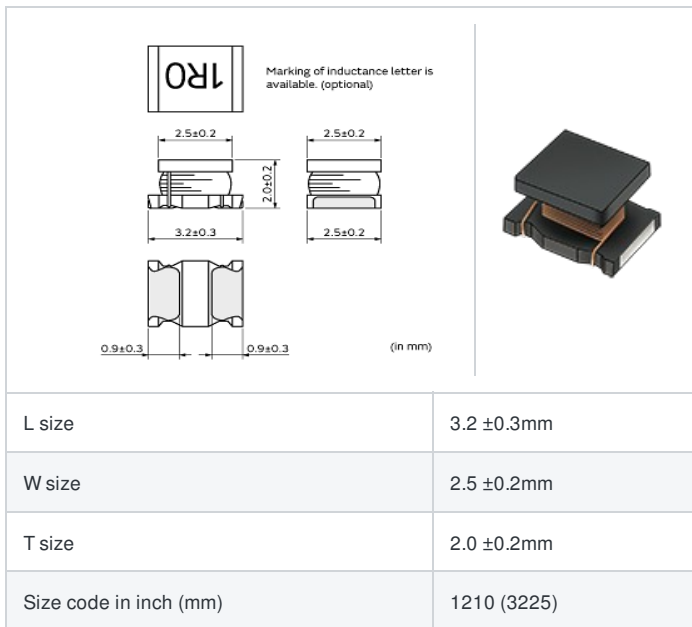 1R0
Marking of inductance letter is
available. (optional)
2.5±0.2
2.5±0.2
2.0±0.2
3.2±0.3
2.5±0.2
0.9±0.3
0.9±0.3
(in mm)
L size
3.2 ±0.3mm
W size
2.5 ±0.2mm
T size
2.0 ±0.2mm
Size code in inch (mm)
1210 (3225)